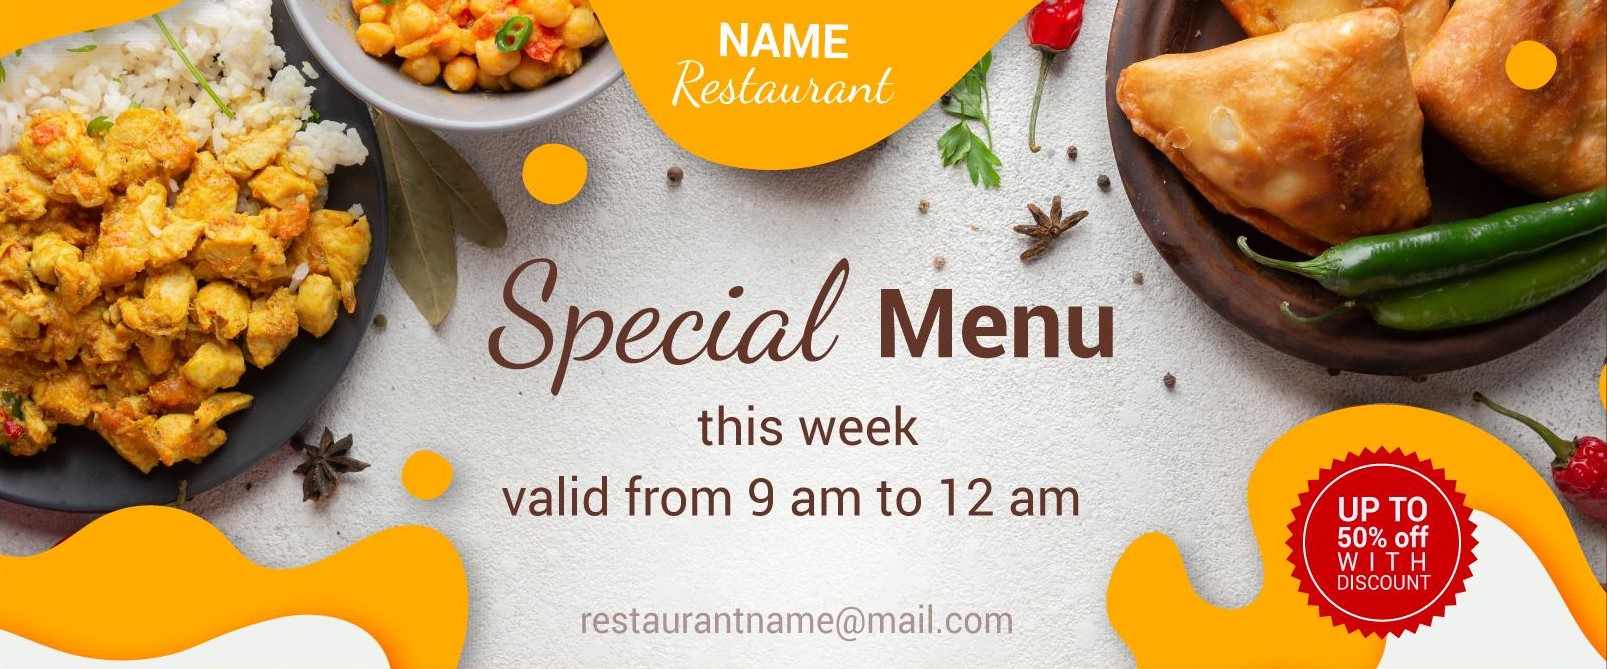 NAME
Restaurant
Special Menu
this week
valid from 9 am to 12 am
restaurantname@mail.com
UP TO
50% off
WITH
DISCOUNT